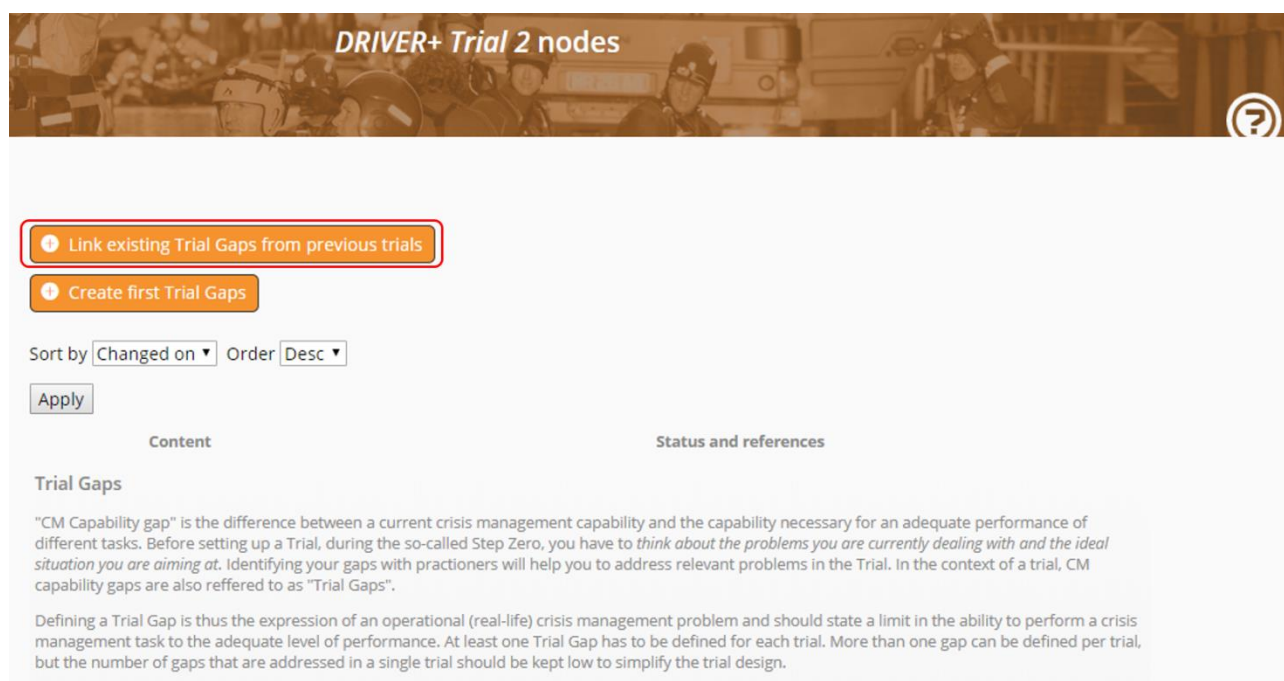 DRIVER+ Trial 2 nodes
?
Link existing Trial Gaps from previous trials
Create first Trial Gaps
Sort by Changed on Order Desc
Apply
Content Status and references
Trial Gaps
"CM Capability gap" is the difference between a current crisis management capability and the capability necessary for an adequate performance of
different tasks. Before setting up a Trial, during the so-called Step Zero, you have to think about the problems you are currently dealing with and the ideal
situation you are aiming at. Identifying your gaps with practioners will help you to address relevant problems in the Trial. In the context of a trial, CM
capability gaps are also reffered to as "Trial Gaps".
Defining a Trial Gap is thus the expression of an operational (real-life) crisis management problem and should state a limit in the ability to perform a crisis
management task to the adequate level of performance. At least one Trial Gap has to be defined for each trial. More than one gap can be defined per trial,
but the number of gaps that are addressed in a single trial should be kept low to simplify the trial design.